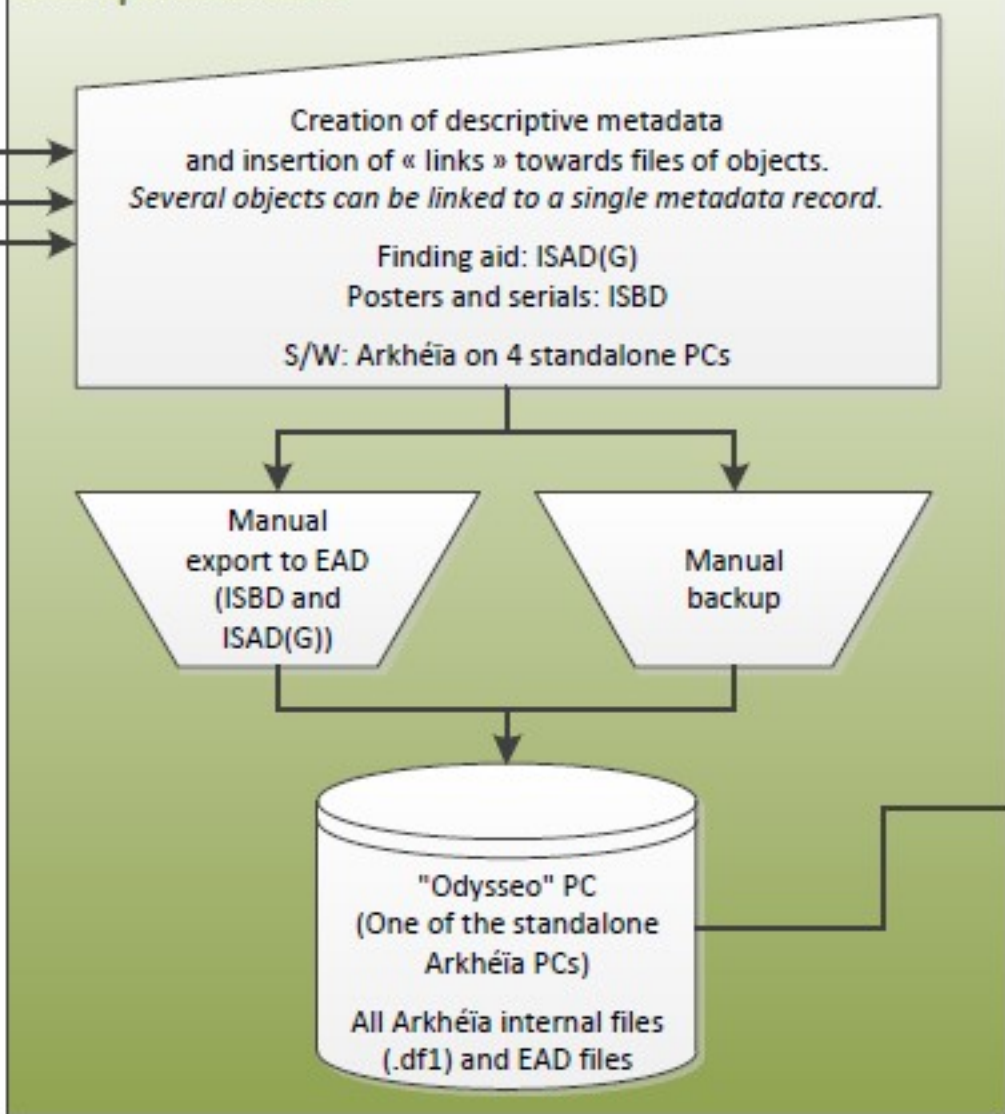 Creation of descriptive metadata
and insertion of « links » towards files of objects.
Several objects can be linked to a single metadata record.
Finding aid: ISAD(G)
Posters and serials: ISBD
S/W: Arkhéïa on 4 standalone PCs
Manual
export to EAD
(ISBD and
ISAD(G))
Manual
backup
"Odysseo" PC
(One of the standalone
Arkhéïa PCs)
All Arkhéïa internal files
(.df1) and EAD files